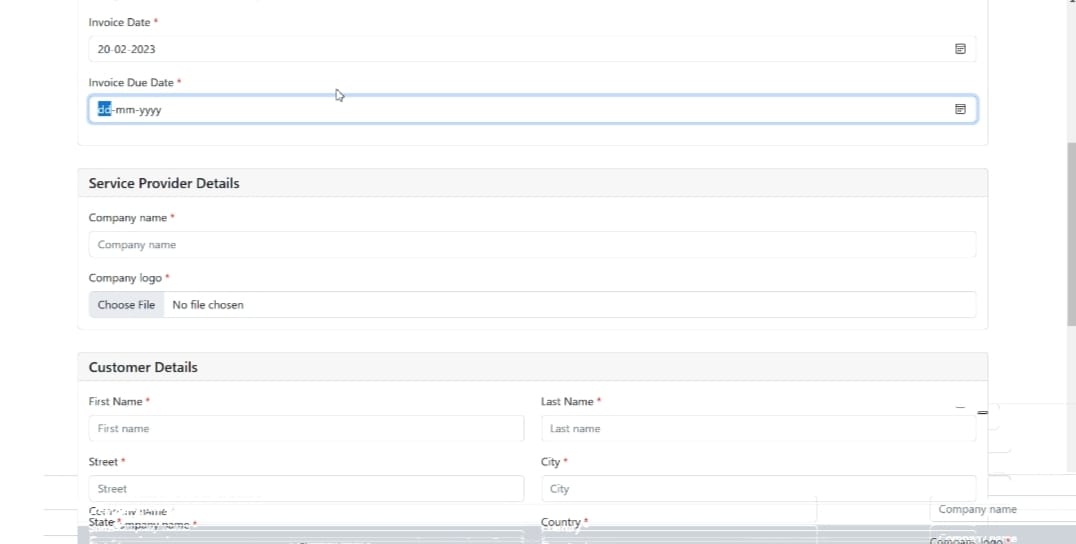 Invoice Date *
20-02-2023
Invoice Due Date *
dd-mm-yyyy
Service Provider Details
Company name *
Company name
Company logo *
Choose File No file chosen
Customer Details
First Name * Last Name *
First name Last name
Street * City *
Street City
Company name
State * Country *
Company logo *